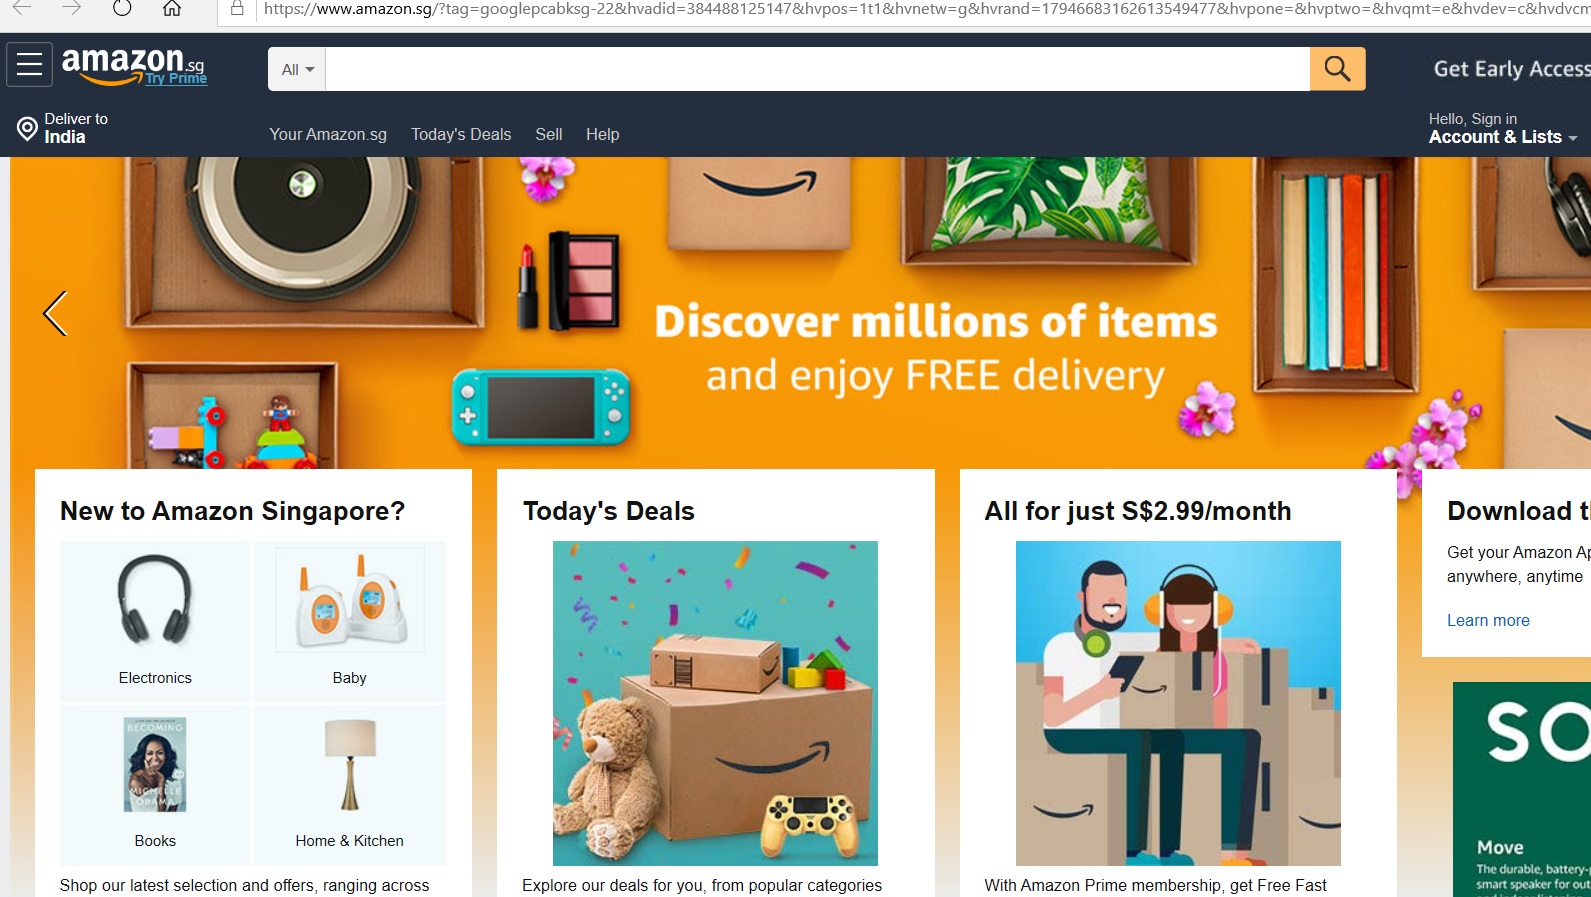 https://www.amazon.sg/?tag=googlepcabksg-22&hvadid=384488125147&hvpos=1t1&hvnetw=g&hvrand=17946683162613549477&hvpone=&hvptwo=&hvqmt=e&hvdev=c&hvdvcm
amazon.sg
Try Prime
All
Get Early Access
Deliver to
India
Your Amazon.sg Today's Deals Sell Help
Hello, Sign in
Account & Lists
Discover millions of items
and enjoy FREE delivery
New to Amazon Singapore?
Electronics
Baby
BECOMING
MICHELLE
OBAMA
Books
Home & Kitchen
Shop our latest selection and offers, ranging across
Today's Deals
Explore our deals for you, from popular categories
All for just S$2.99/month
With Amazon Prime membership, get Free Fast
Download t
Get your Amazon Ap
anywhere, anytime
Learn more
SO
Move
The durable, battery-
smart speaker for out